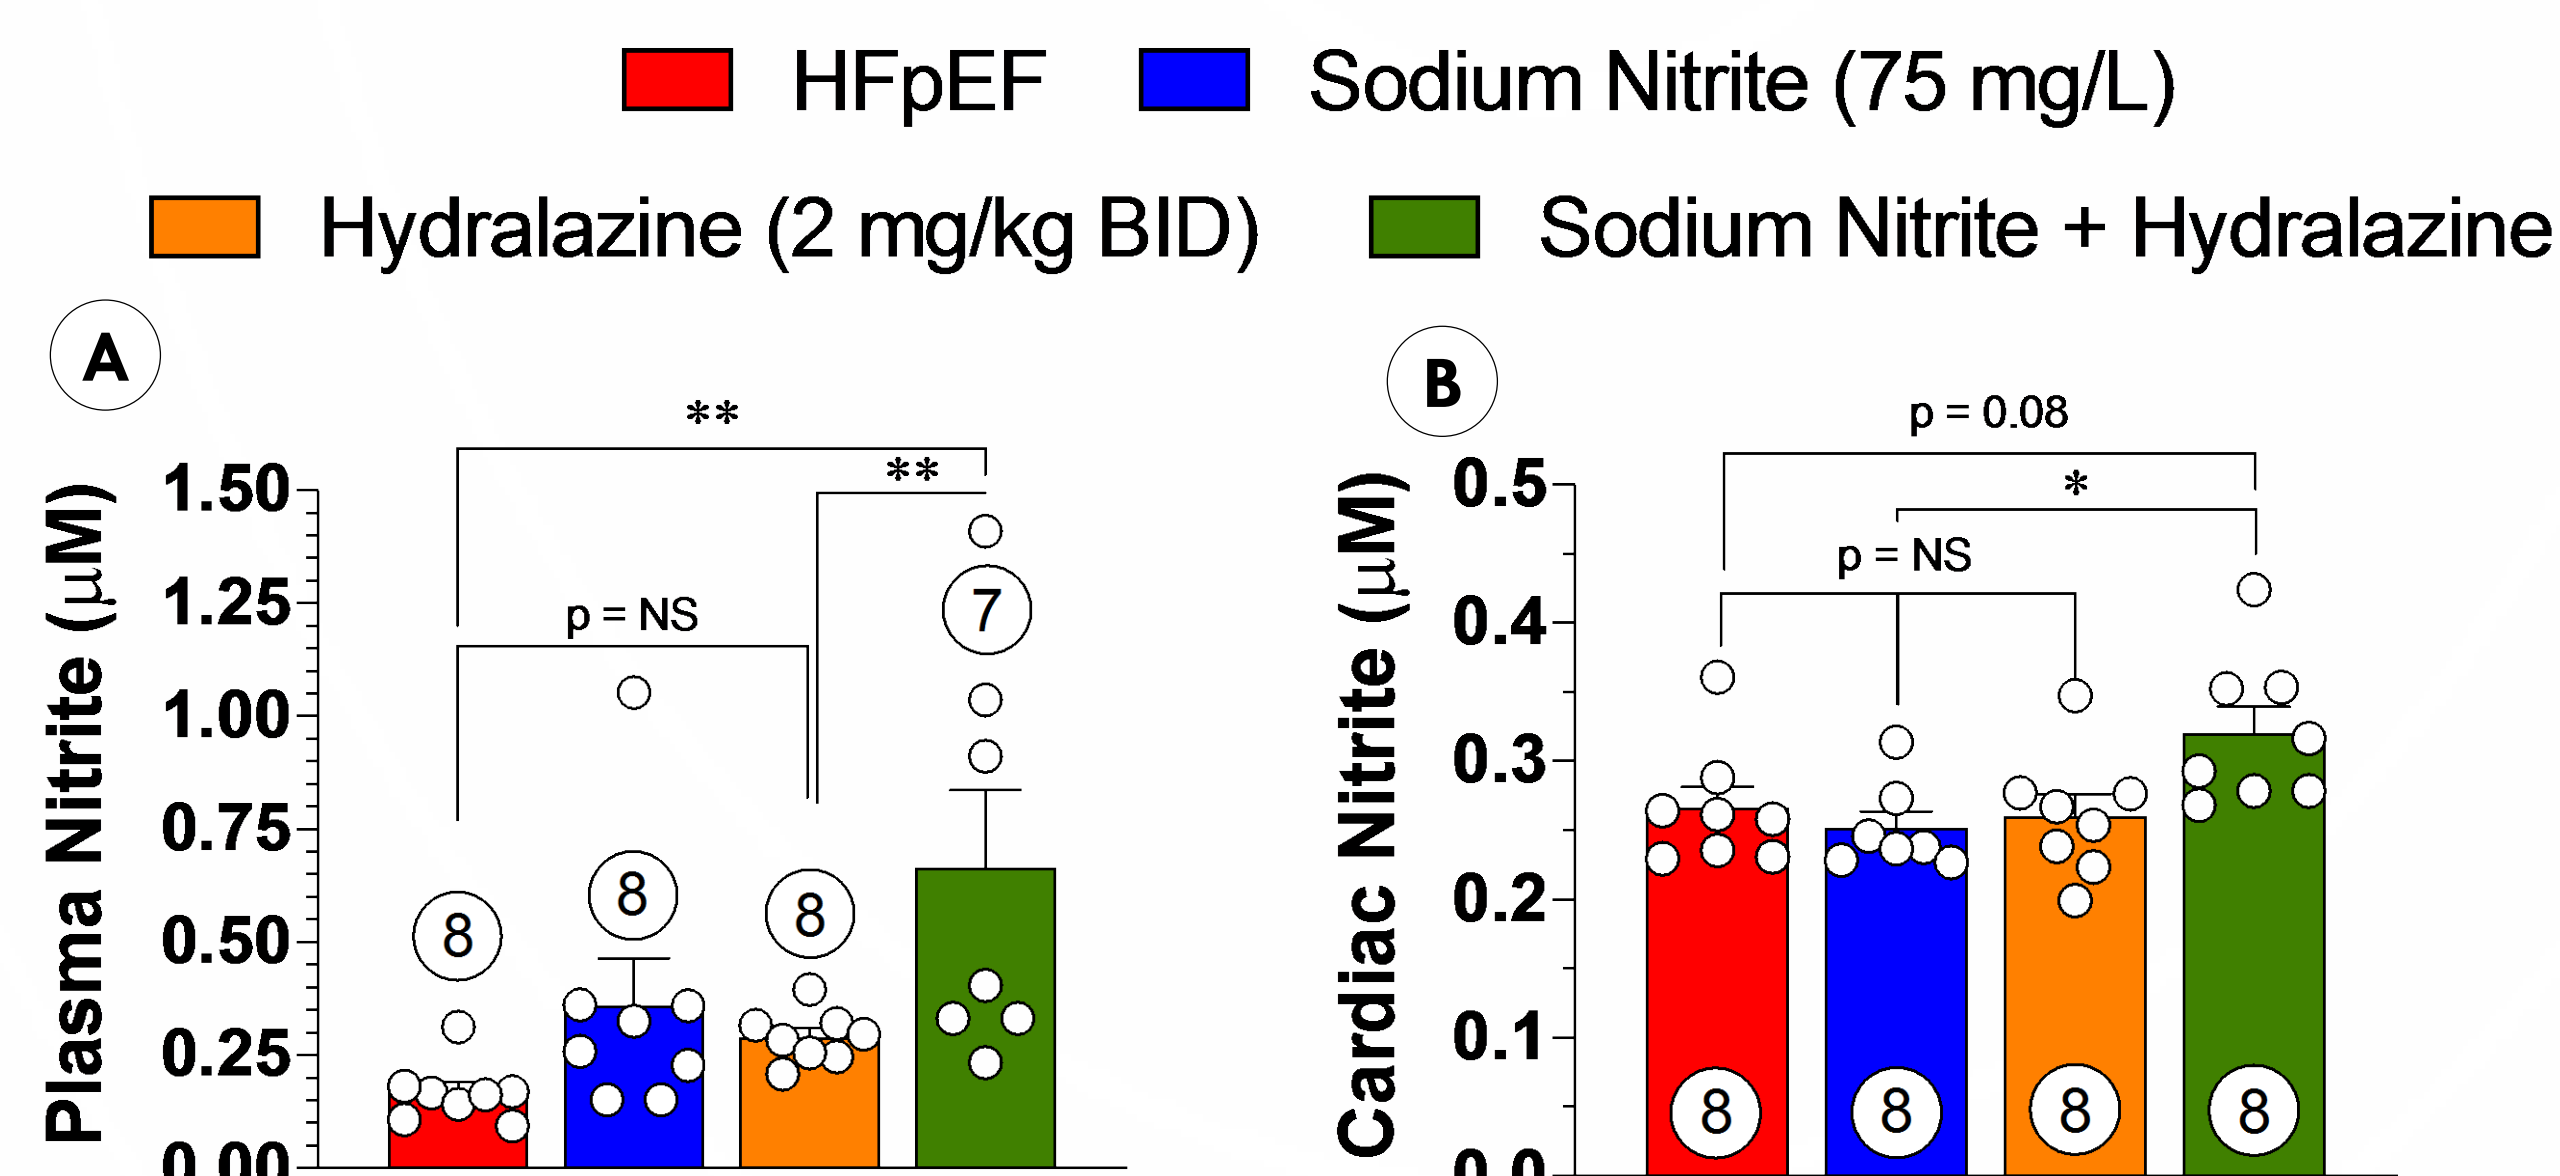 HFpEF Sodium Nitrite (75 mg/L)
Hydralazine (2 mg/kg BID) Sodium Nitrite + Hydralazine
A
**
**
p = NS
Plasma Nitrite (μM)
1.50
1.25
1.00
0.75
0.50
0.25
0.00
8
8
8
7
B
p = 0.08
*
p = NS
Cardiac Nitrite (μM)
0.5
0.4
0.3
0.2
0.1
0.0
8
8
8
8